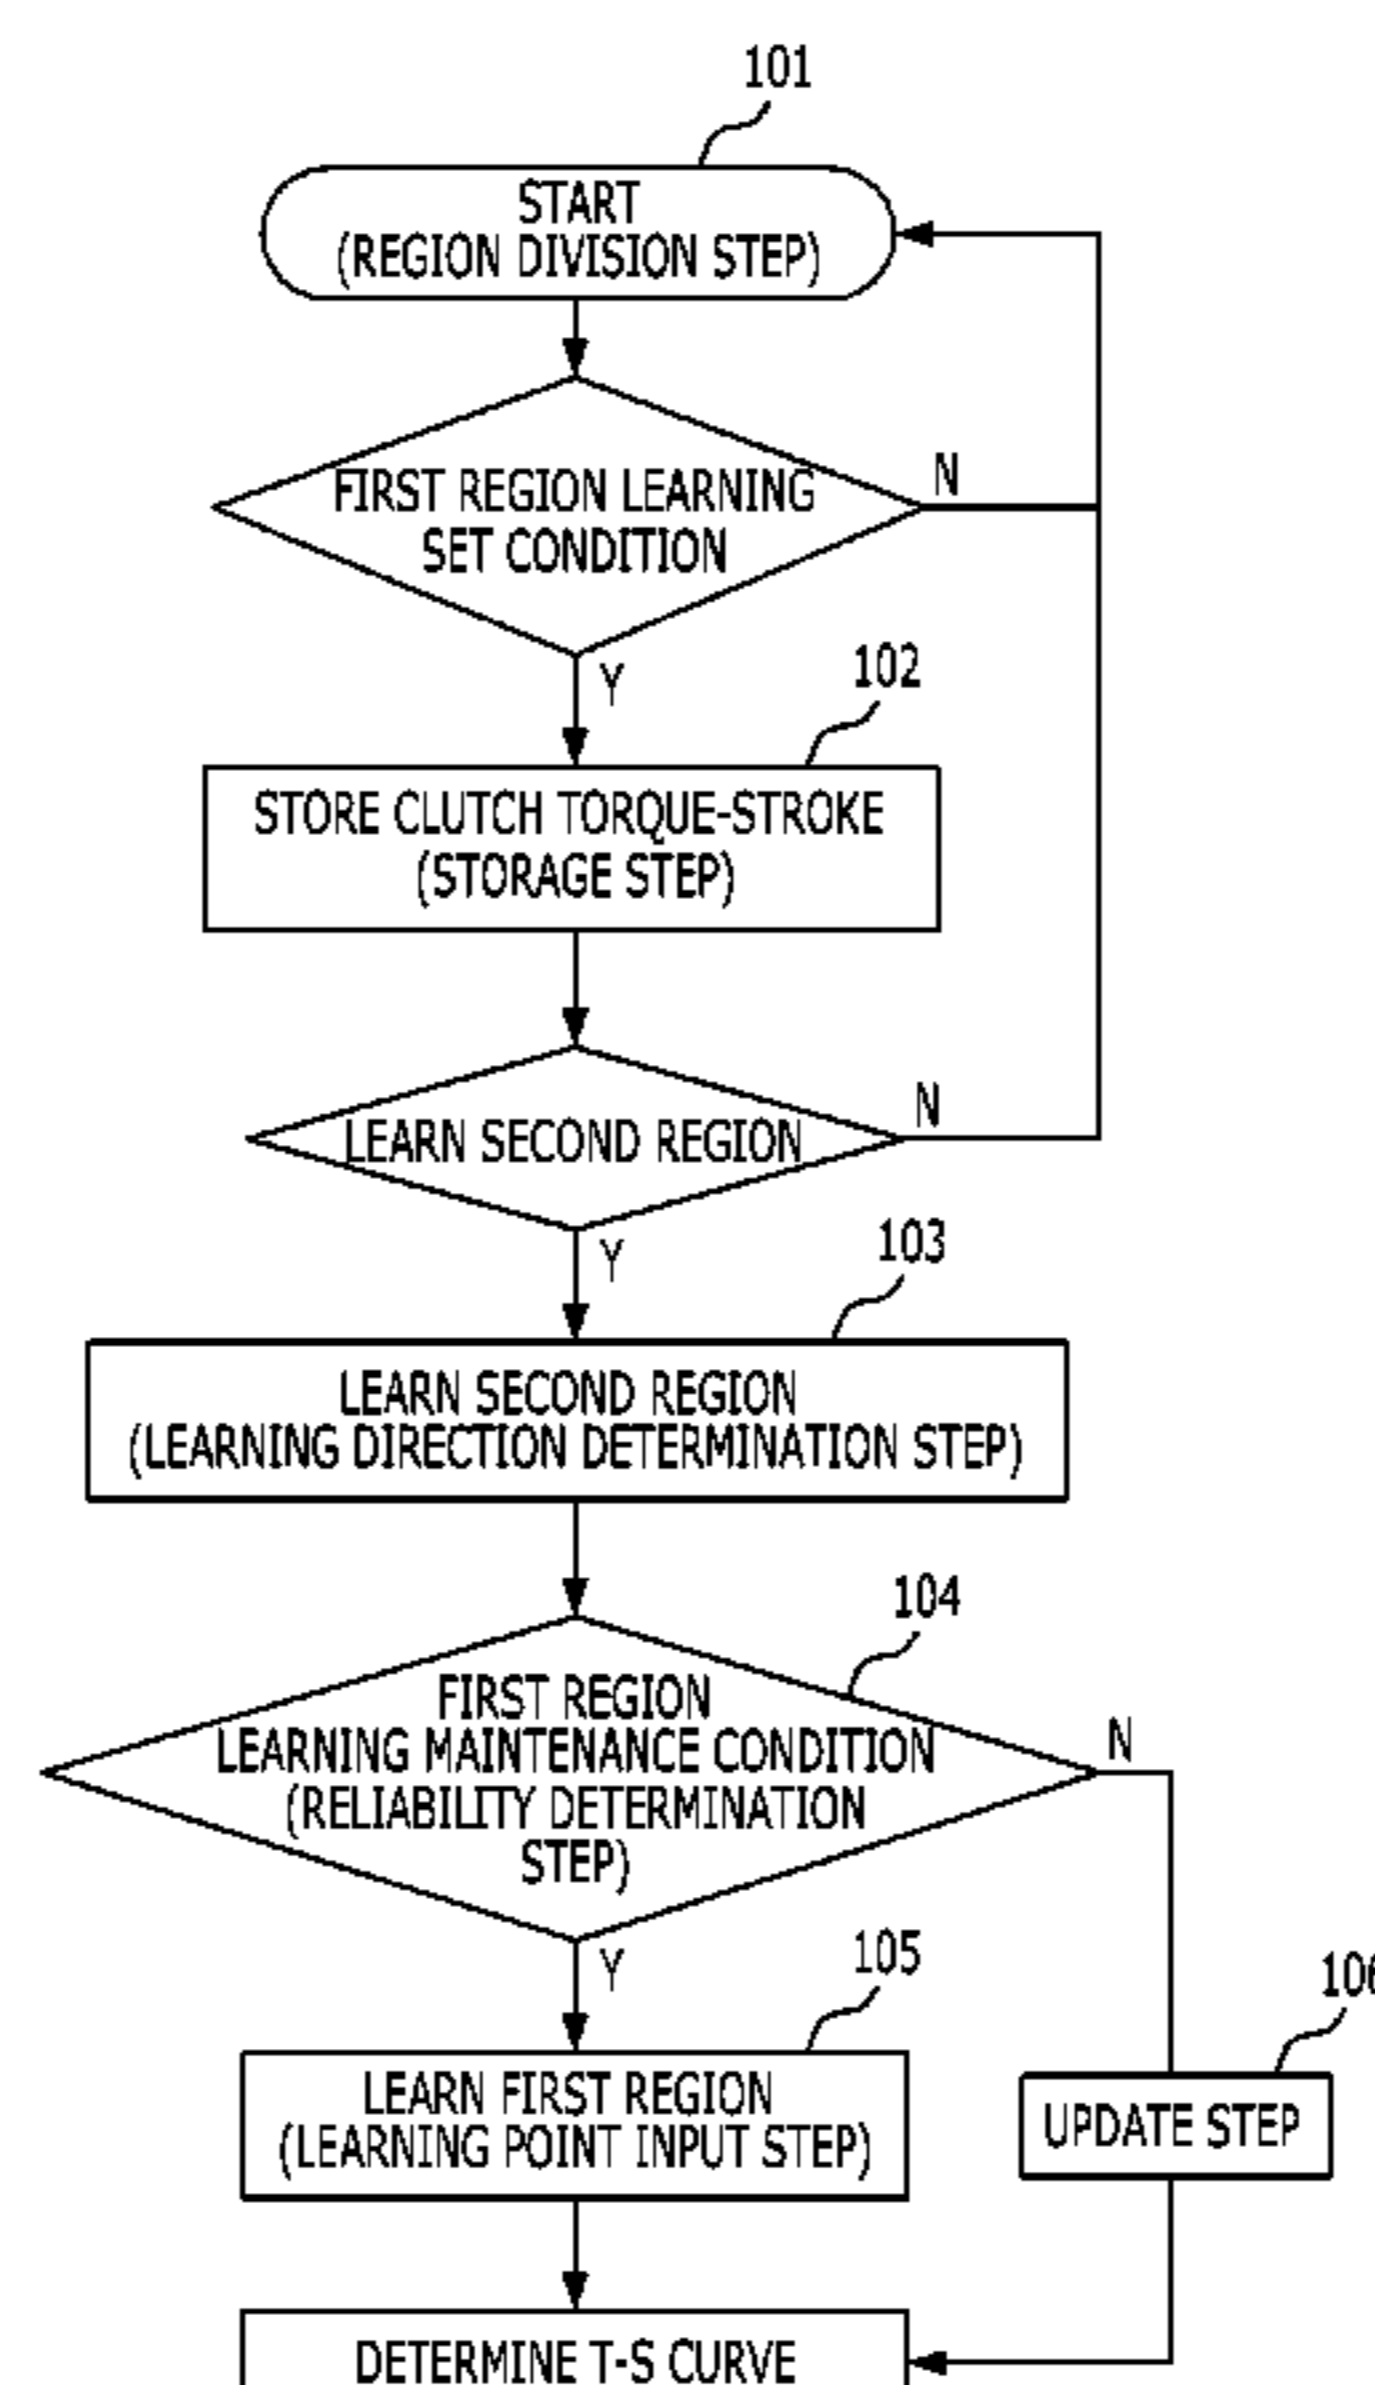 101
START
(REGION DIVISION STEP)
FIRST REGION LEARNING
SET CONDITION
N
Y
102
STORE CLUTCH TORQUE-STROKE
(STORAGE STEP)
LEARN SECOND REGION
N
Y
103
LEARN SECOND REGION
(LEARNING DIRECTION DETERMINATION STEP)
104
FIRST REGION
LEARNING MAINTENANCE CONDITION
(RELIABILITY DETERMINATION
STEP)
N
Y
105
106
LEARN FIRST REGION
(LEARNING POINT INPUT STEP)
UPDATE STEP
DETERMINE T-S CURVE